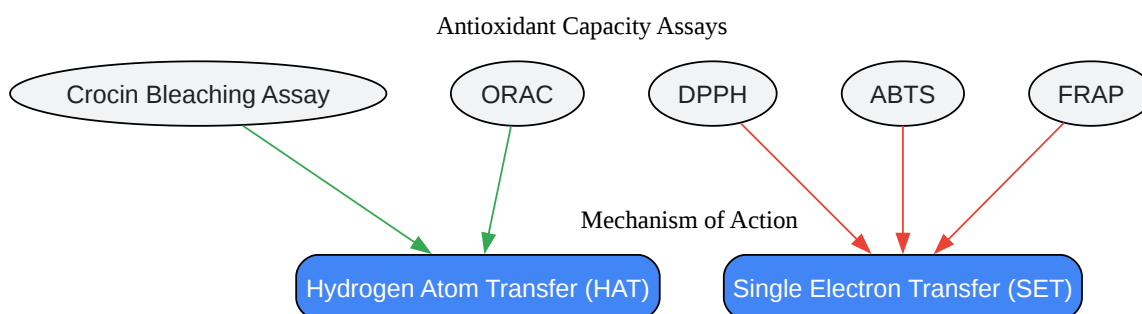 Antioxidant Capacity Assays
Crocin Bleaching Assay
ORAC
DPPH
ABTS
FRAP
Mechanism of Action
Hydrogen Atom Transfer (HAT)
Single Electron Transfer (SET)